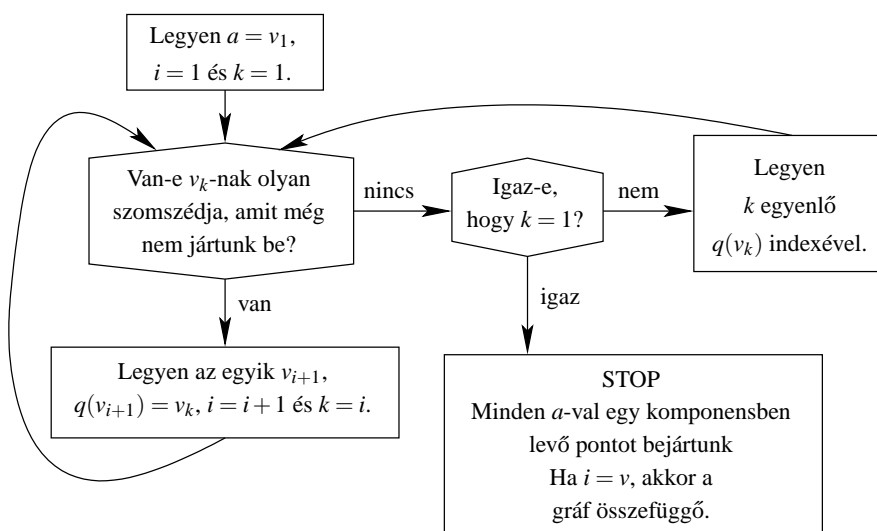 Legyen a = v₁,
i = 1 és k = 1.
Van-e vₖ-nak olyan
szomszédja, amit még
nem jártunk be?
nincs
Igaz-e,
hogy k = 1?
nem
Legyen
k egyenlő
q(vₖ) indexével.
van
igaz
Legyen az egyik vᵢ₊₁,
q(vᵢ₊₁) = vₖ, i = i + 1 és k = i.
STOP
Minden a-val egy komponensben
levő pontot bejártunk
Ha i = v, akkor a
gráf összefüggő.